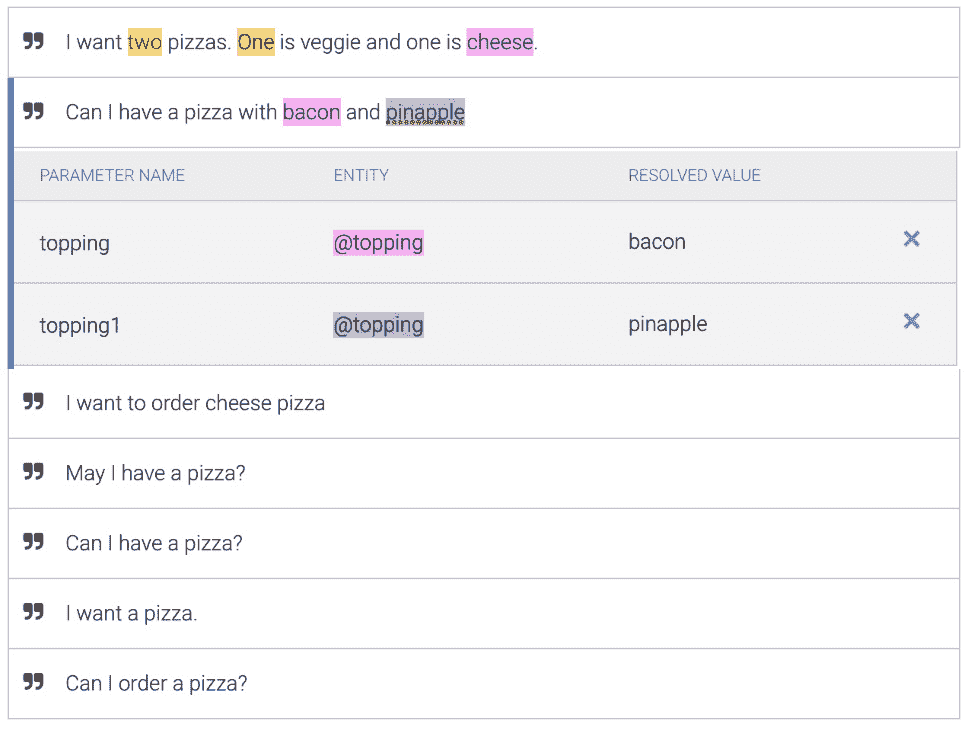 I want two pizzas. One is veggie and one is cheese.
Can I have a pizza with bacon and pinapple
PARAMETER NAME ENTITY RESOLVED VALUE
topping @topping bacon
topping1 @topping pinapple
I want to order cheese pizza
May I have a pizza?
Can I have a pizza?
I want a pizza.
Can I order a pizza?